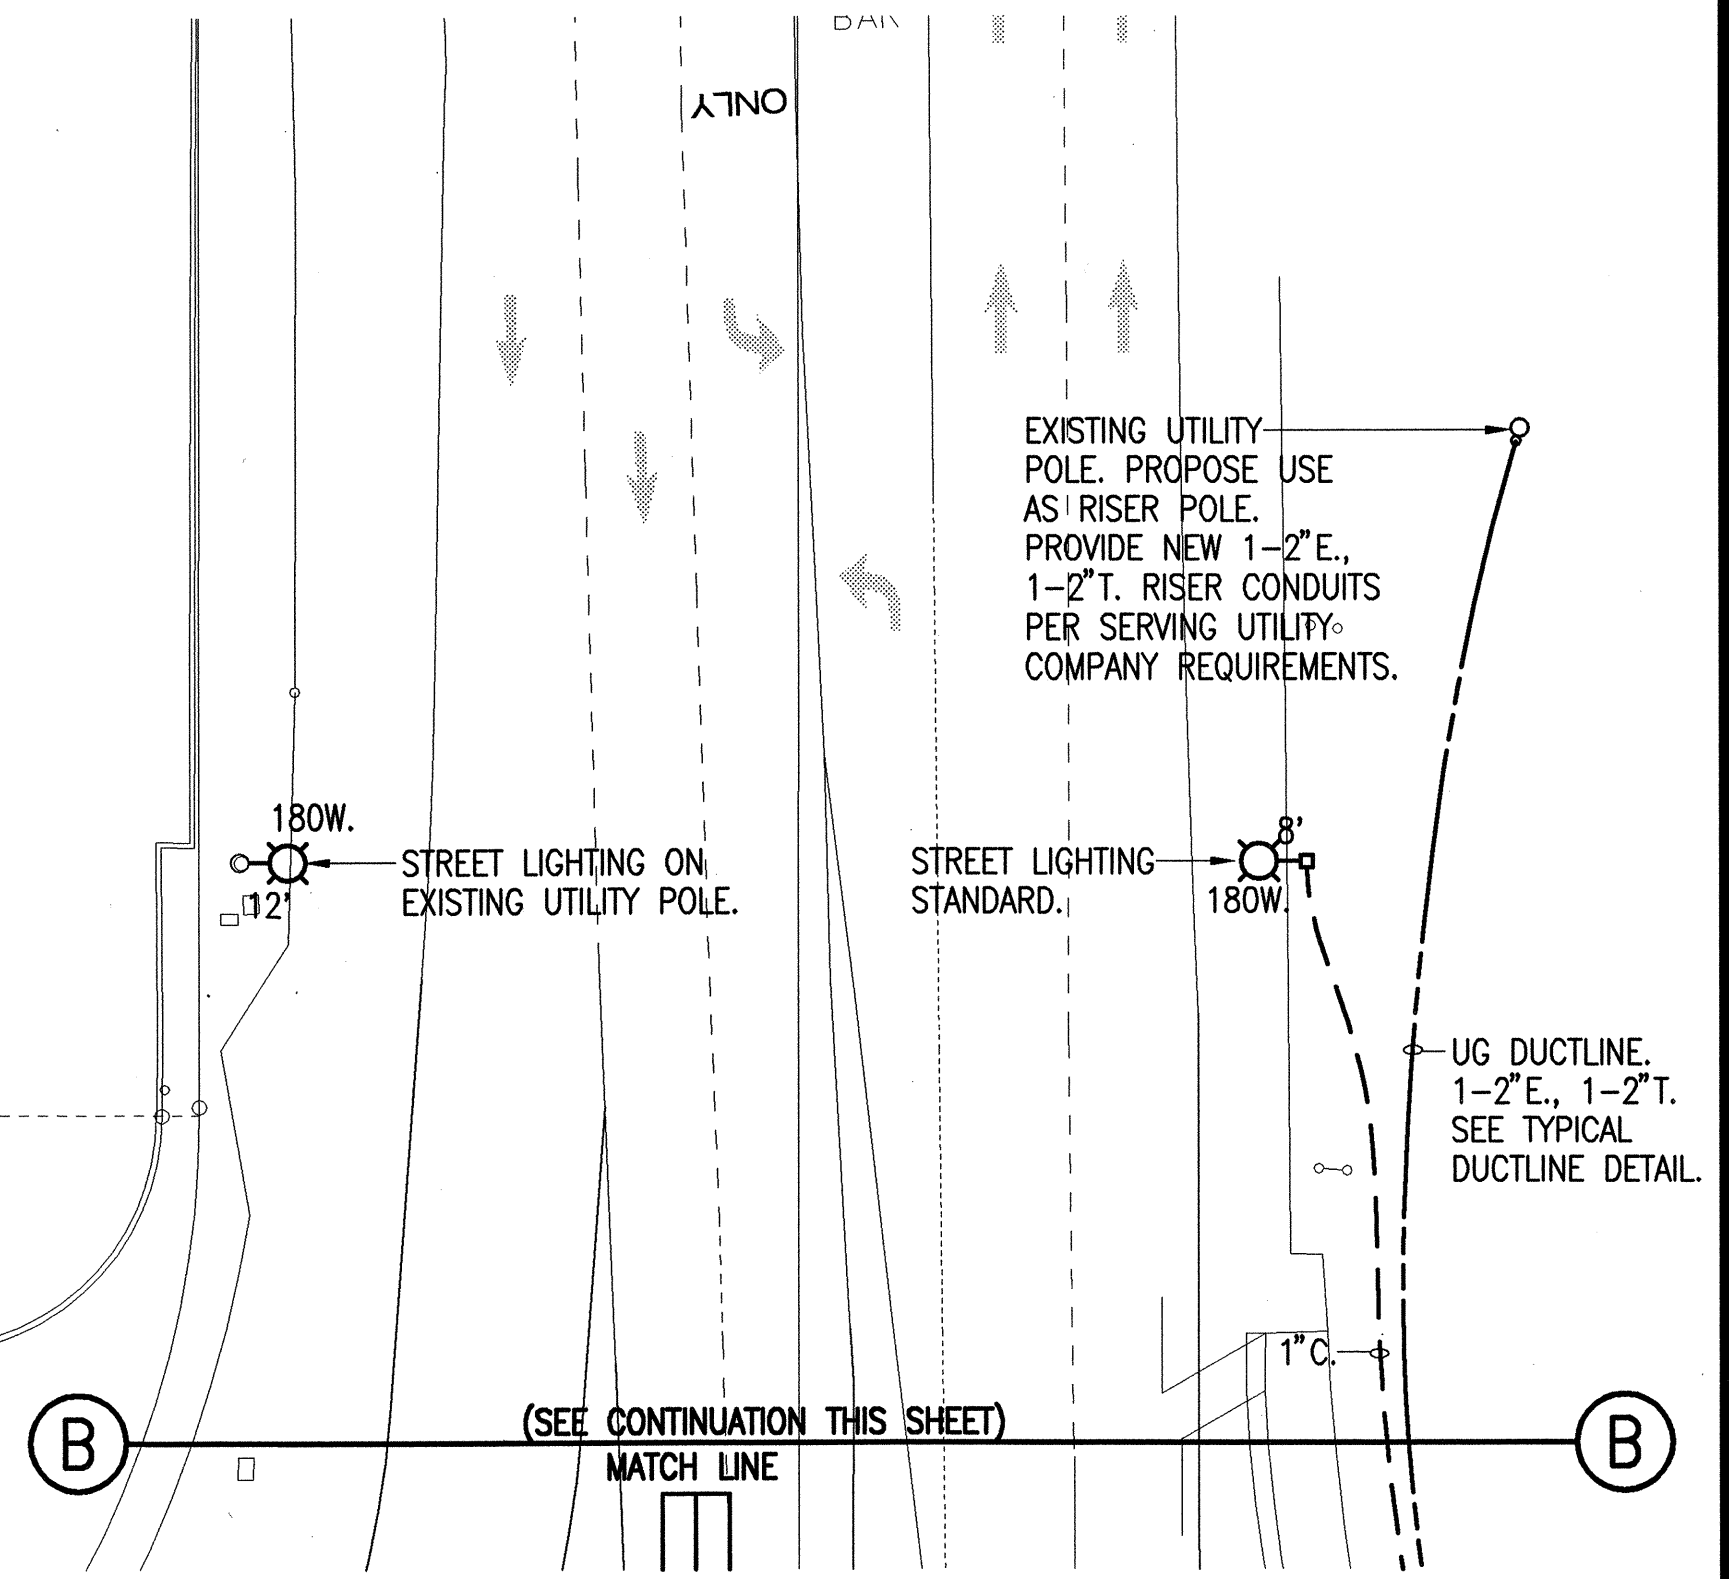 ONLY
EXISTING UTILITY
POLE. PROPOSE USE
AS RISER POLE.
PROVIDE NEW 1-2"E.,
1-2"T. RISER CONDUITS
PER SERVING UTILITY
COMPANY REQUIREMENTS.
180W.
12'
STREET LIGHTING ON
EXISTING UTILITY POLE.
STREET LIGHTING
STANDARD.
8'
180W.
UG DUCTLINE.
1-2"E., 1-2"T.
SEE TYPICAL
DUCTLINE DETAIL.
1"C.
(SEE CONTINUATION THIS SHEET)
B
B
MATCH LINE